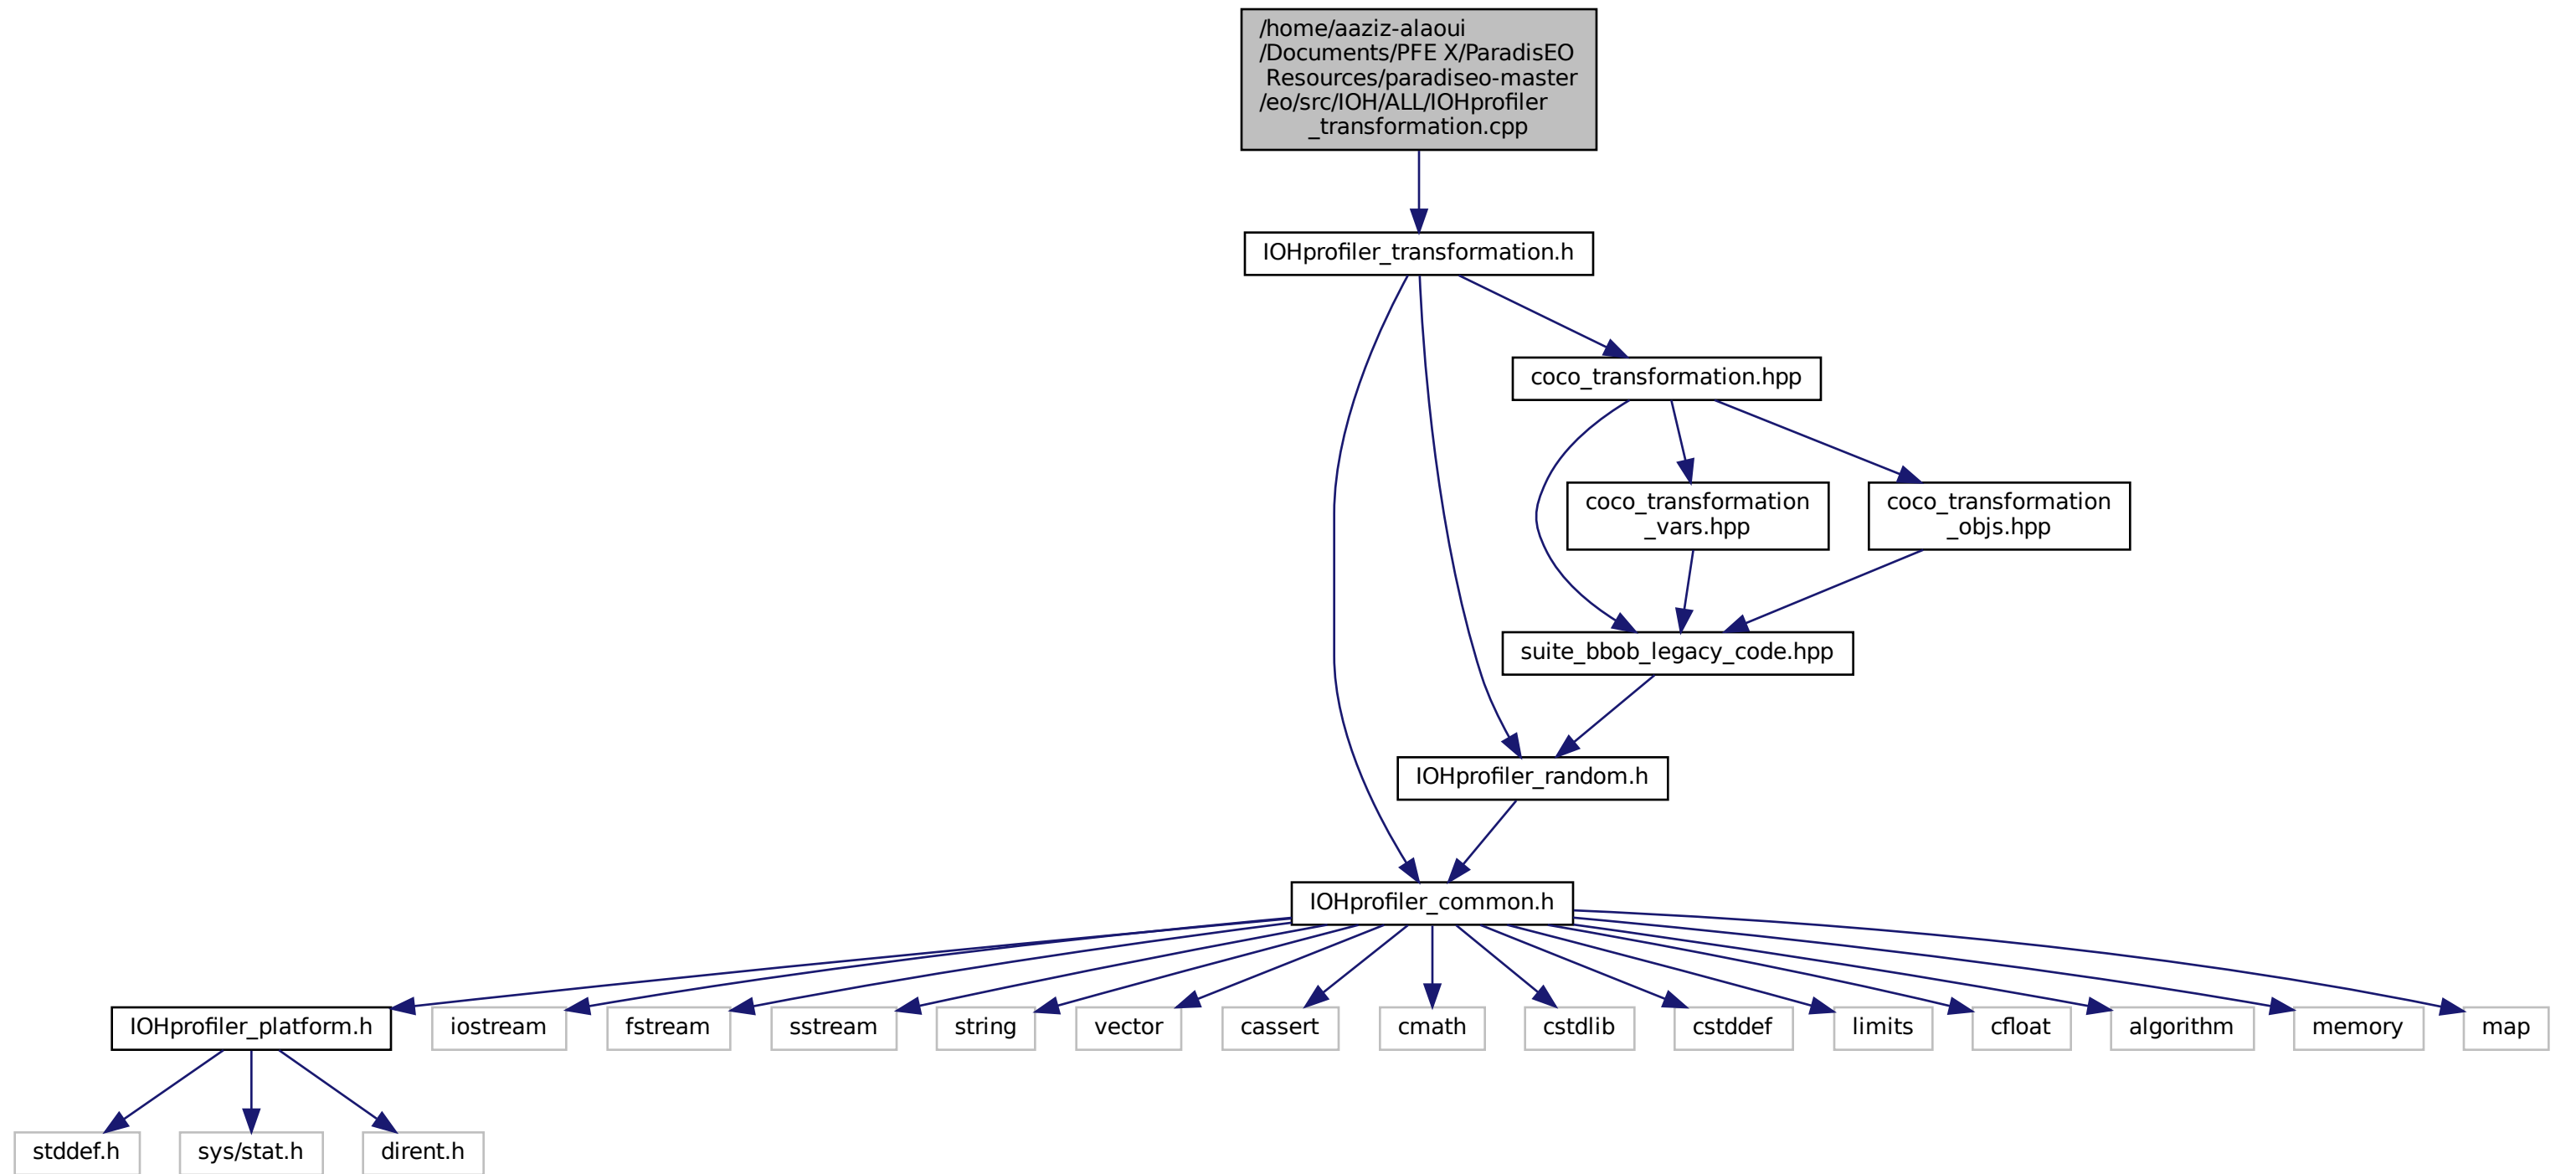 /home/aaziz-alaoui
/Documents/PFE X/ParadisEO
Resources/paradiseo-master
/eo/src/IOH/ALL/IOHprofiler
_transformation.cpp
IOHprofiler_transformation.h
coco_transformation.hpp
coco_transformation
_vars.hpp
coco_transformation
_objs.hpp
suite_bbob_legacy_code.hpp
IOHprofiler_random.h
IOHprofiler_common.h
IOHprofiler_platform.h
iostream
fstream
sstream
string
vector
cassert
cmath
cstdlib
cstddef
limits
cfloat
algorithm
memory
map
stddef.h
sys/stat.h
dirent.h